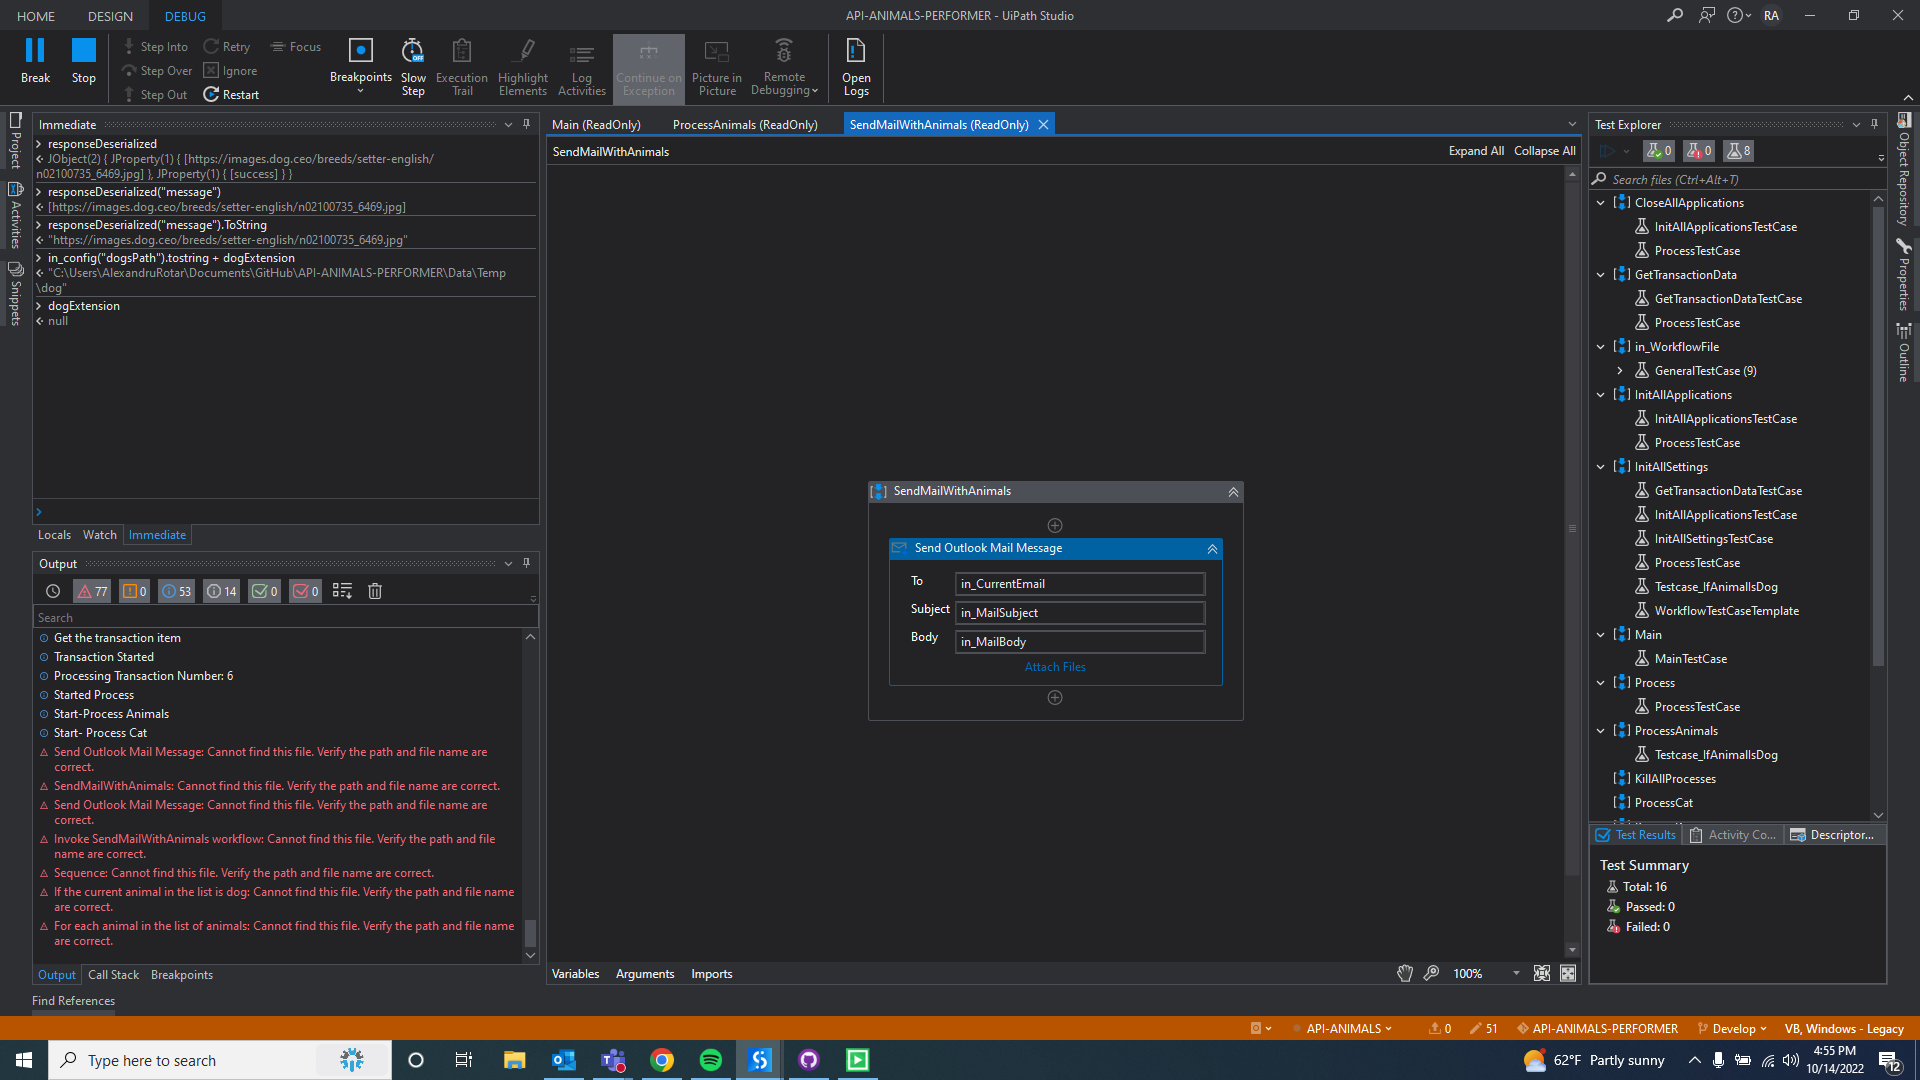 HOME
DESIGN
DEBUG
API-ANIMALS-PERFORMER - UiPath Studio
RA
Break
Stop
Step Into
Step Over
Step Out
Retry
Ignore
Restart
Focus
Breakpoints
Slow Step
OFF
Execution Trail
Highlight Elements
Log Activities
Continue on Exception
Picture in Picture
Remote Debugging
Open Logs
Project
Activities
Snippets
Immediate
responseDeserialized
JObject(2) { JProperty(1) { [https://images.dog.ceo/breeds/setter-english/
n02100735_6469.jpg] }, JProperty(1) { [success] } }
responseDeserialized("message")
[https://images.dog.ceo/breeds/setter-english/n02100735_6469.jpg]
responseDeserialized("message").ToString
"https://images.dog.ceo/breeds/setter-english/n02100735_6469.jpg"
in_config("dogsPath").tostring + dogExtension
"C:\Users\AlexandruRotar\Documents\GitHub\API-ANIMALS-PERFORMER\Data\Temp
\dog"
dogExtension
null
Locals
Watch
Immediate
Output
77
0
53
14
0
0
Search
Get the transaction item
Transaction Started
Processing Transaction Number: 6
Started Process
Start-Process Animals
Start- Process Cat
Send Outlook Mail Message: Cannot find this file. Verify the path and file name are
correct.
SendMailWithAnimals: Cannot find this file. Verify the path and file name are correct.
Send Outlook Mail Message: Cannot find this file. Verify the path and file name are
correct.
Invoke SendMailWithAnimals workflow: Cannot find this file. Verify the path and file
name are correct.
Sequence: Cannot find this file. Verify the path and file name are correct.
If the current animal in the list is dog: Cannot find this file. Verify the path and file name
are correct.
For each animal in the list of animals: Cannot find this file. Verify the path and file name
are correct.
Output
Call Stack
Breakpoints
Find References
Main (ReadOnly)
ProcessAnimals (ReadOnly)
SendMailWithAnimals (ReadOnly)
SendMailWithAnimals
Expand All
Collapse All
SendMailWithAnimals
Send Outlook Mail Message
To
in_CurrentEmail
Subject
in_MailSubject
Body
in_MailBody
Attach Files
Variables
Arguments
Imports
100%
Test Explorer
0
0
8
Search files (Ctrl+Alt+T)
CloseAllApplications
InitAllApplicationsTestCase
ProcessTestCase
GetTransactionData
GetTransactionDataTestCase
ProcessTestCase
in_WorkflowFile
GeneralTestCase (9)
InitAllApplications
InitAllApplicationsTestCase
ProcessTestCase
InitAllSettings
GetTransactionDataTestCase
InitAllApplicationsTestCase
InitAllSettingsTestCase
ProcessTestCase
Testcase_IfAnimalIsDog
WorkflowTestCaseTemplate
Main
MainTestCase
Process
ProcessTestCase
ProcessAnimals
Testcase_IfAnimalIsDog
KillAllProcesses
ProcessCat
Test Results
Activity Co...
Descriptor...
Test Summary
Total: 16
Passed: 0
Failed: 0
Object Repository
Properties
Outline
API-ANIMALS
0
51
API-ANIMALS-PERFORMER
Develop
VB, Windows - Legacy
Type here to search
62°F Partly sunny
4:55 PM
10/14/2022
12